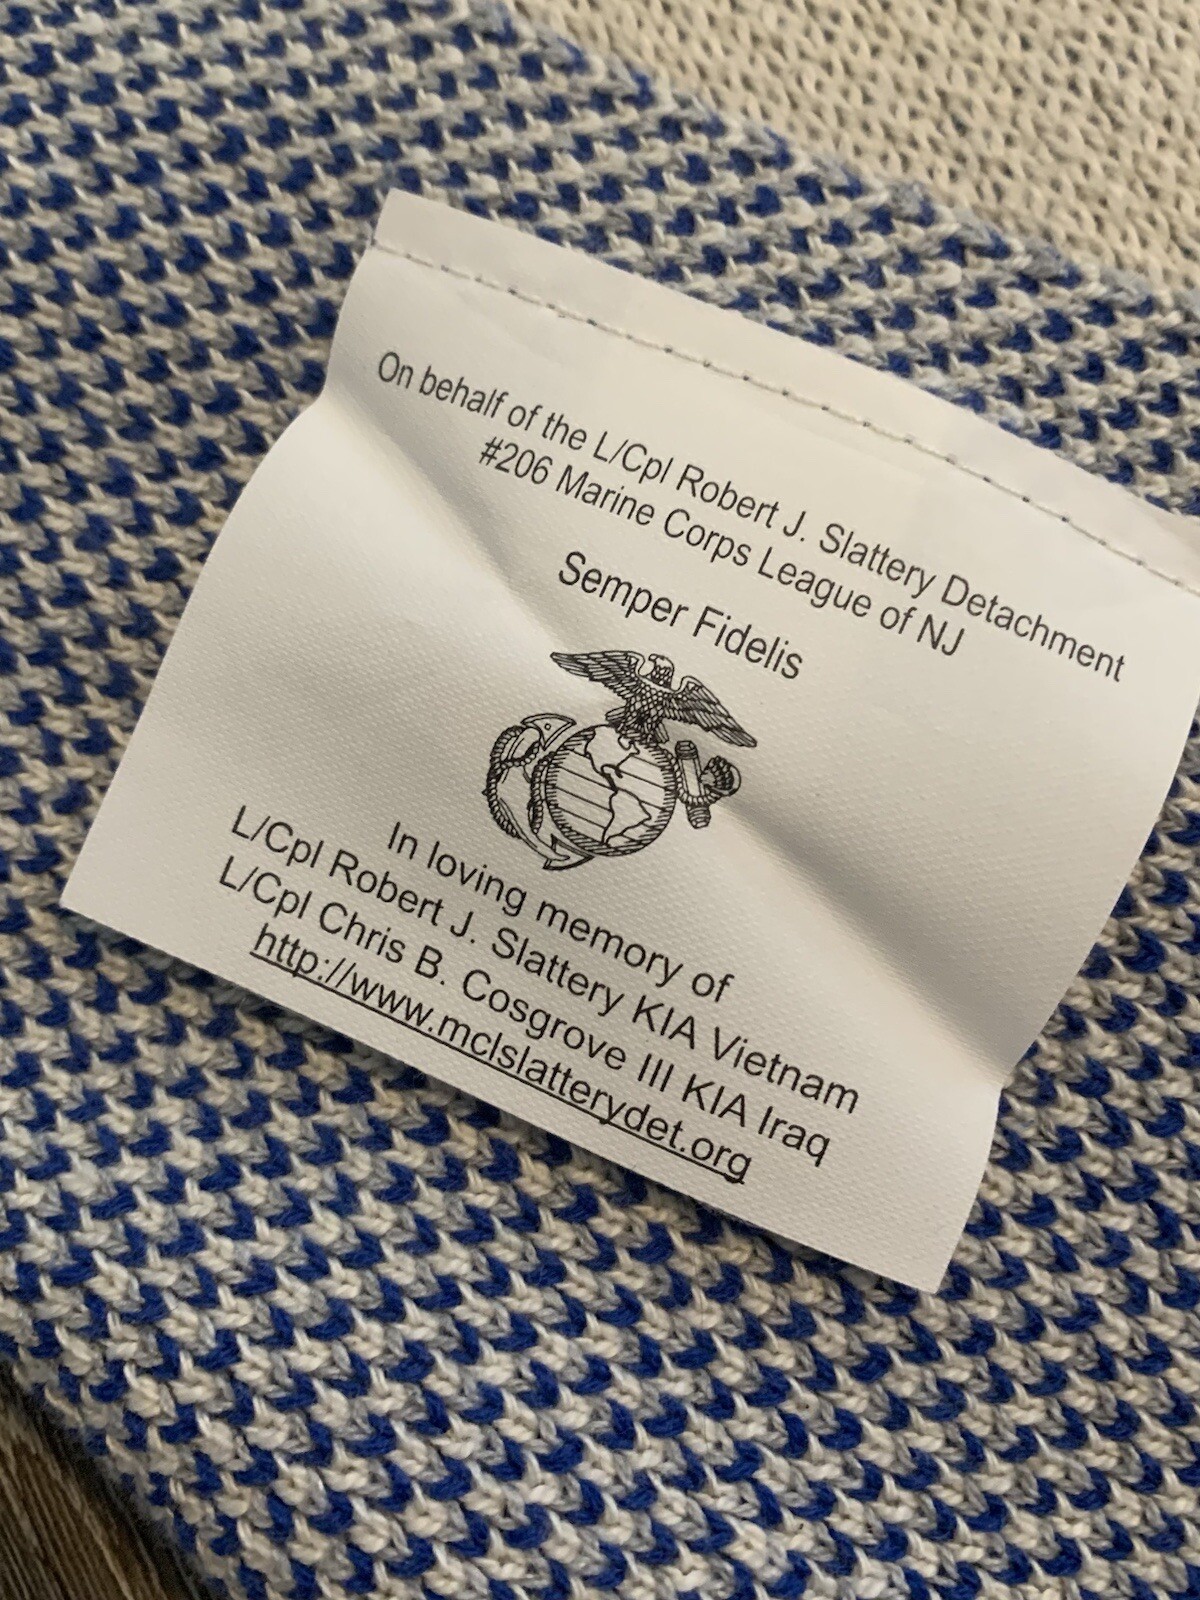 On behalf of the L/Cpl Robert J. Slattery Detachment
#206 Marine Corps League of NJ
Semper Fidelis
In loving memory of
L/Cpl Robert J. Slattery KIA Vietnam
L/Cpl Chris B. Cosgrove III KIA Iraq
http://www.mclslatterydet.org